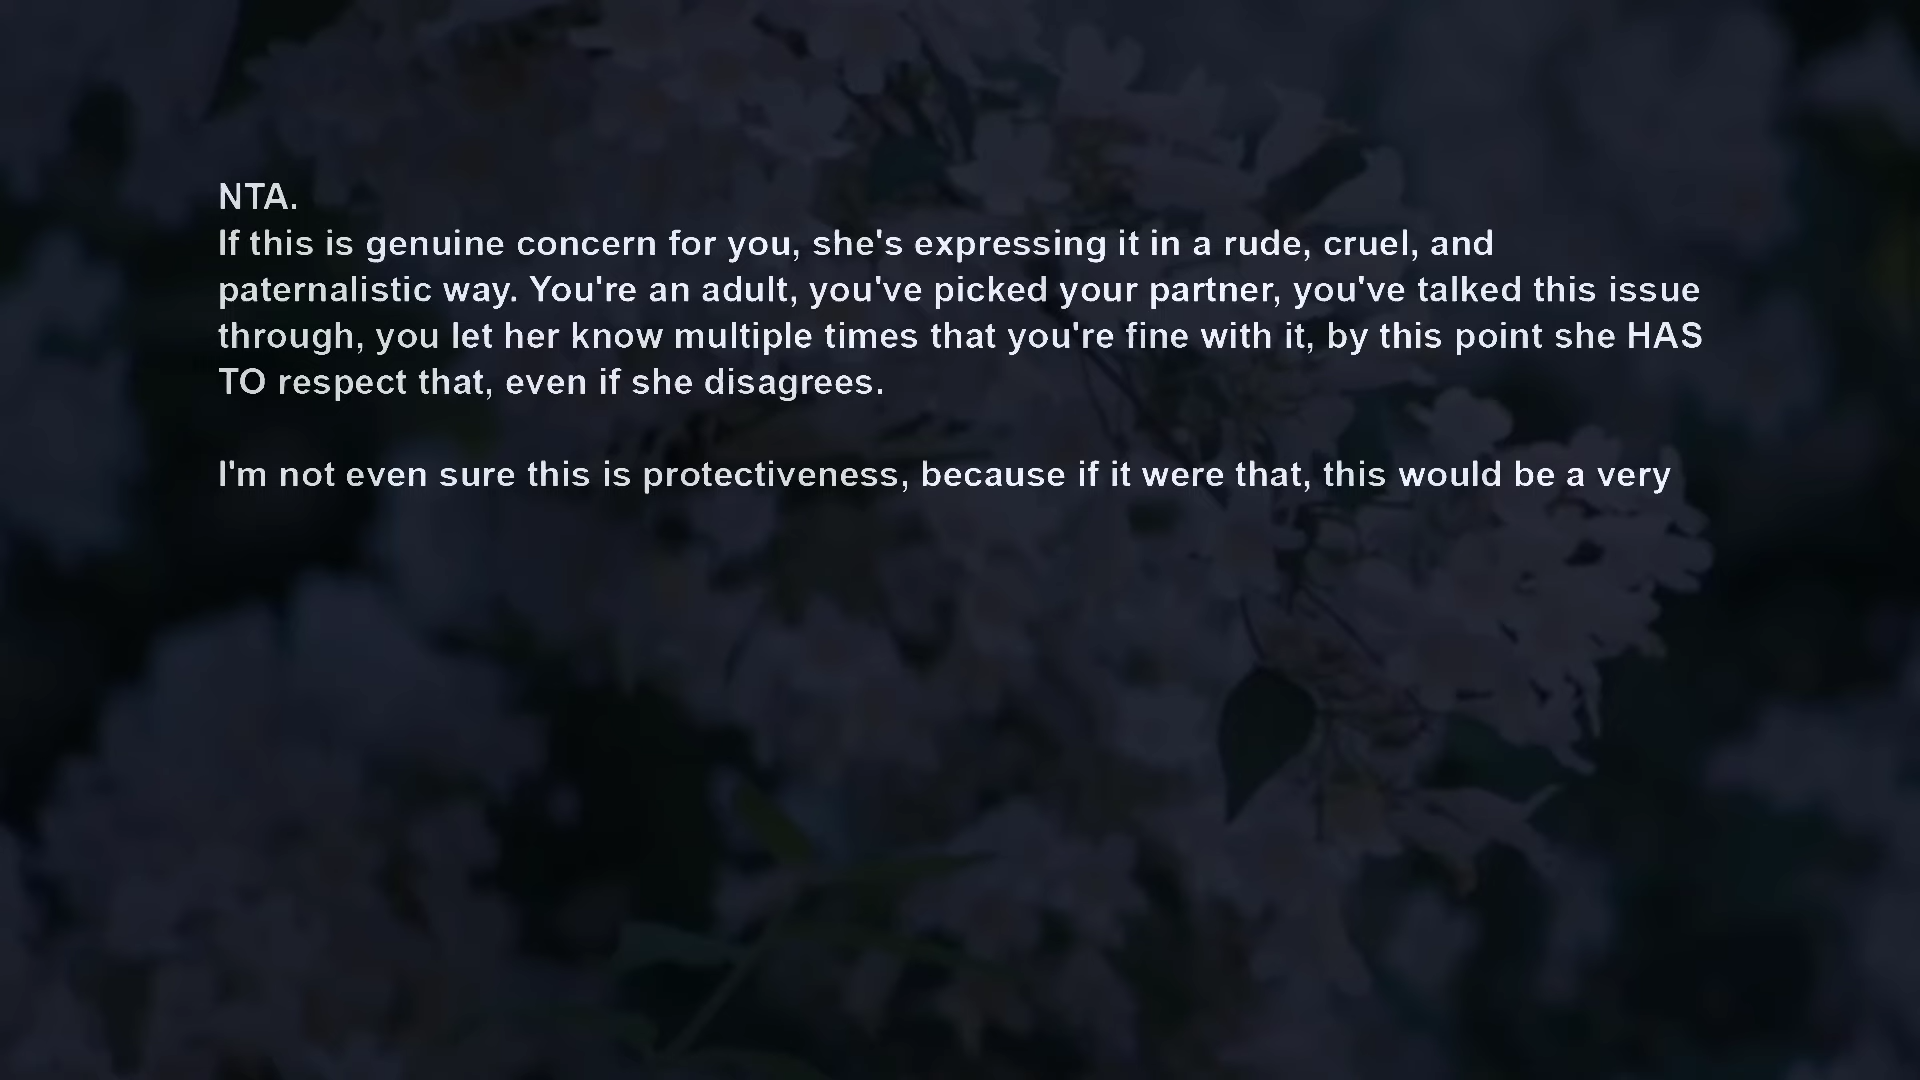 NTA.
If this is genuine concern for you, she's expressing it in a rude, cruel, and
paternalistic way. You're an adult, you've picked your partner, you've talked this issue
through, you let her know multiple times that you're fine with it, by this point she HAS
TO respect that, even if she disagrees.
I'm not even sure this is protectiveness, because if it were that, this would be a very